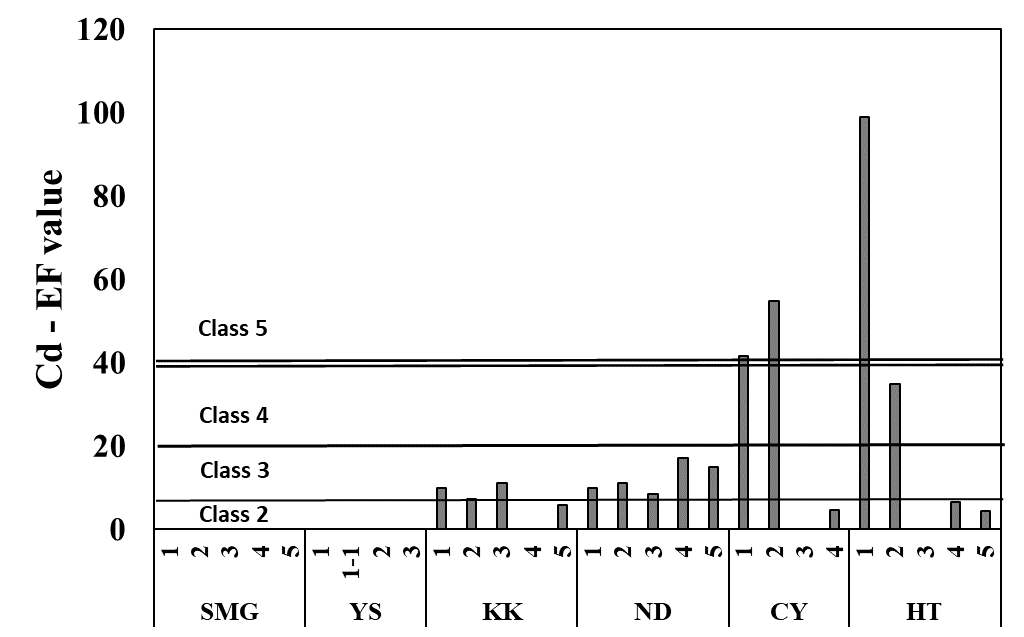 120
100
80
60
40
20
0
Cd - EF value
Class 5
Class 4
Class 3
Class 2
1 2 3 4 5 1 1-1 2 3 1 2 3 4 5 1 2 3 4 5 1 2 3 4 1 2 3 4 5
SMG YS KK ND CY HT